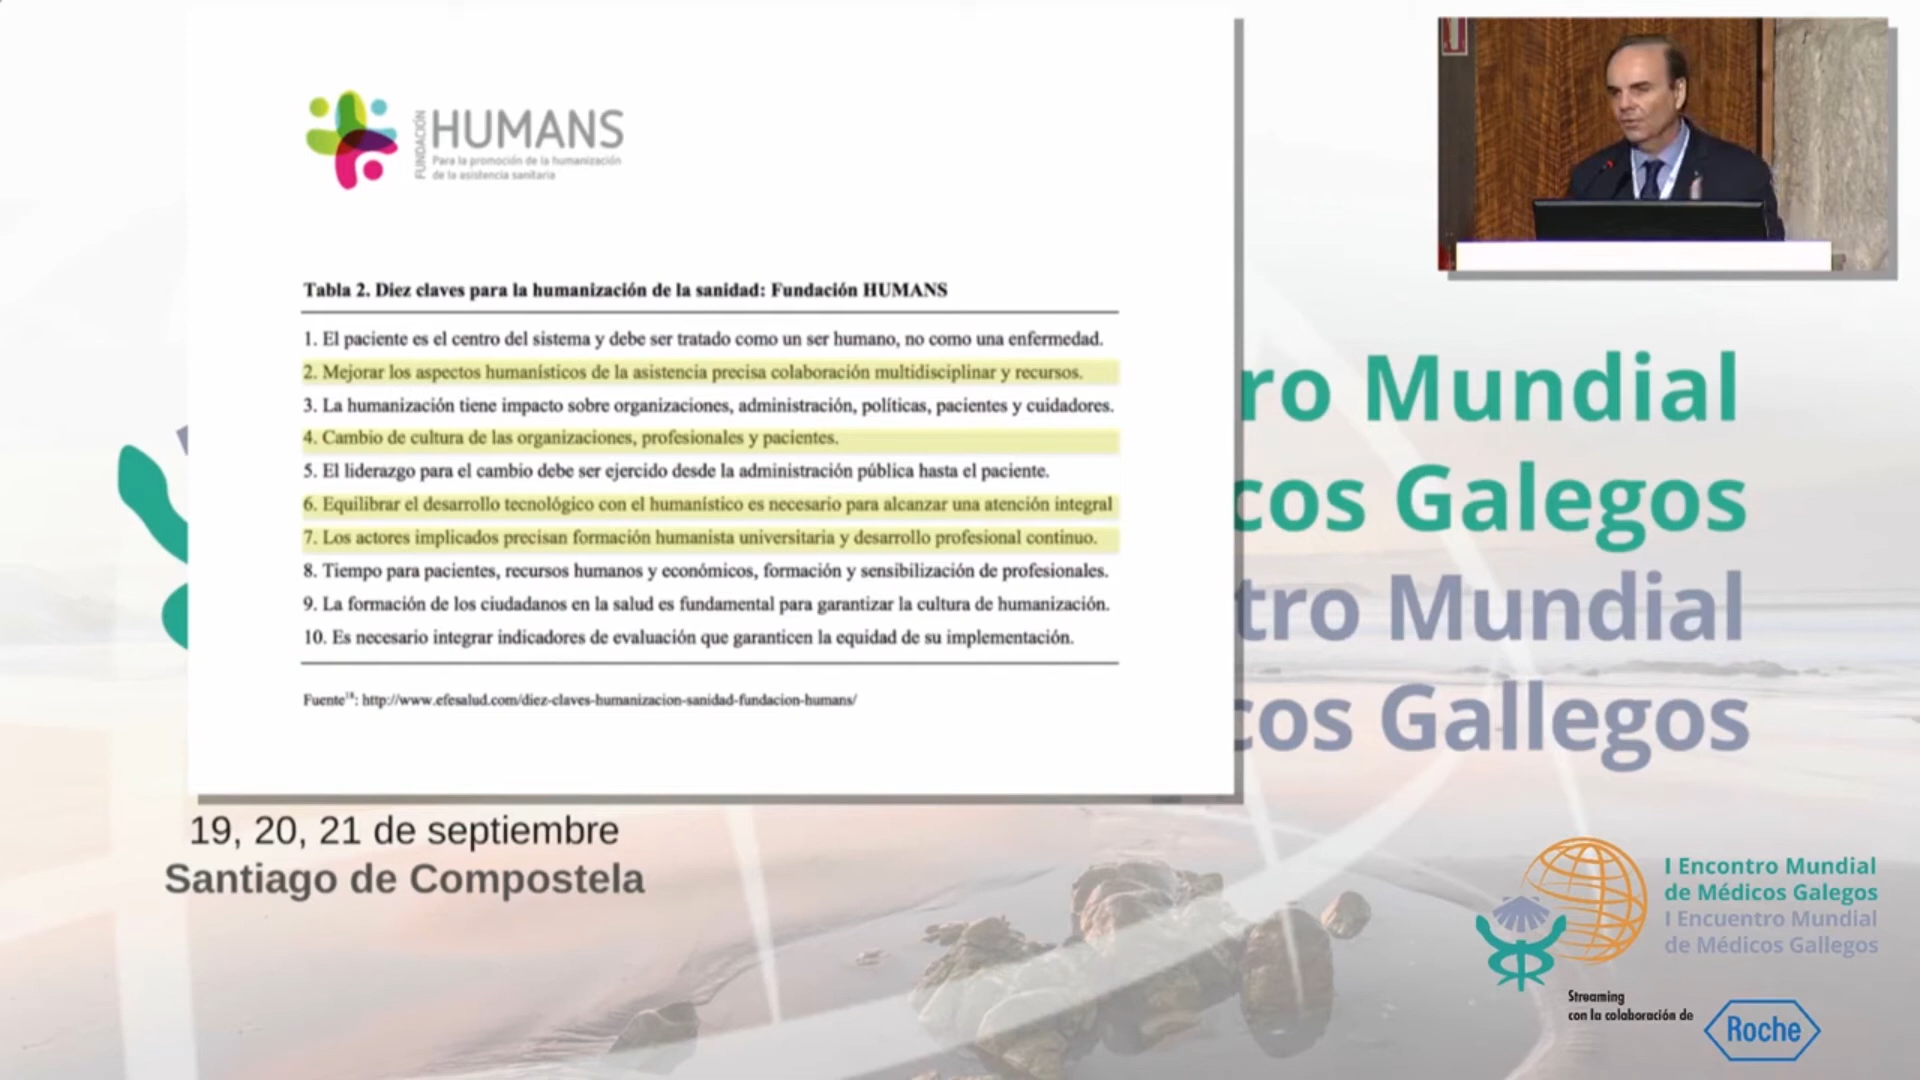 FUNDACIÓN
HUMANS
Para la promoción de la humanización
de la asistencia sanitaria
Tabla 2. Diez claves para la humanización de la sanidad: Fundación HUMANS
1. El paciente es el centro del sistema y debe ser tratado como un ser humano, no como una enfermedad.
2. Mejorar los aspectos humanísticos de la asistencia precisa colaboración multidisciplinar y recursos.
3. La humanización tiene impacto sobre organizaciones, administración, políticas, pacientes y cuidadores.
4. Cambio de cultura de las organizaciones, profesionales y pacientes.
5. El liderazgo para el cambio debe ser ejercido desde la administración pública hasta el paciente.
6. Equilibrar el desarrollo tecnológico con el humanístico es necesario para alcanzar una atención integral
7. Los actores implicados precisan formación humanista universitaria y desarrollo profesional continuo.
8. Tiempo para pacientes, recursos humanos y económicos, formación y sensibilización de profesionales.
9. La formación de los ciudadanos en la salud es fundamental para garantizar la cultura de humanización.
10. Es necesario integrar indicadores de evaluación que garanticen la equidad de su implementación.
Fuente18: http://www.efesalud.com/diez-claves-humanizacion-sanidad-fundacion-humans/
ro Mundial
cos Galegos
tro Mundial
cos Gallegos
19, 20, 21 de septiembre
Santiago de Compostela
I Encontro Mundial
de Médicos Galegos
I Encuentro Mundial
de Médicos Gallegos
Streaming
con la colaboración de
Roche